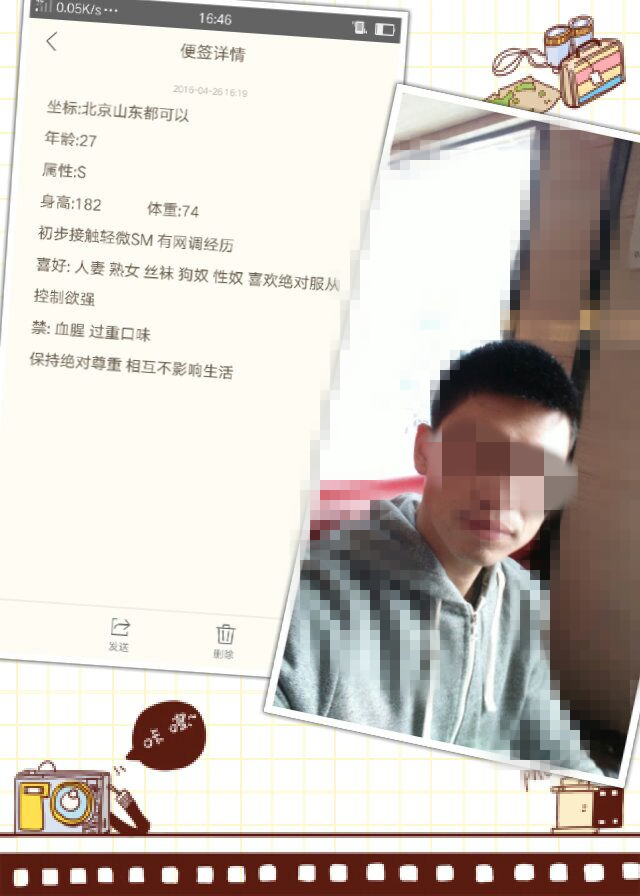 0.05K/s
16:46
便签详情
2016-04-26 16:19
坐标:北京山东都可以
年龄:27
属性:S
身高:182 体重:74
初步接触轻微SM 有网调经历
喜好: 人妻 熟女 丝袜 狗奴 性奴 喜欢绝对服从
控制欲强
禁: 血腥 过重口味
保持绝对尊重 相互不影响生活
发送 删除
咔 嚓~